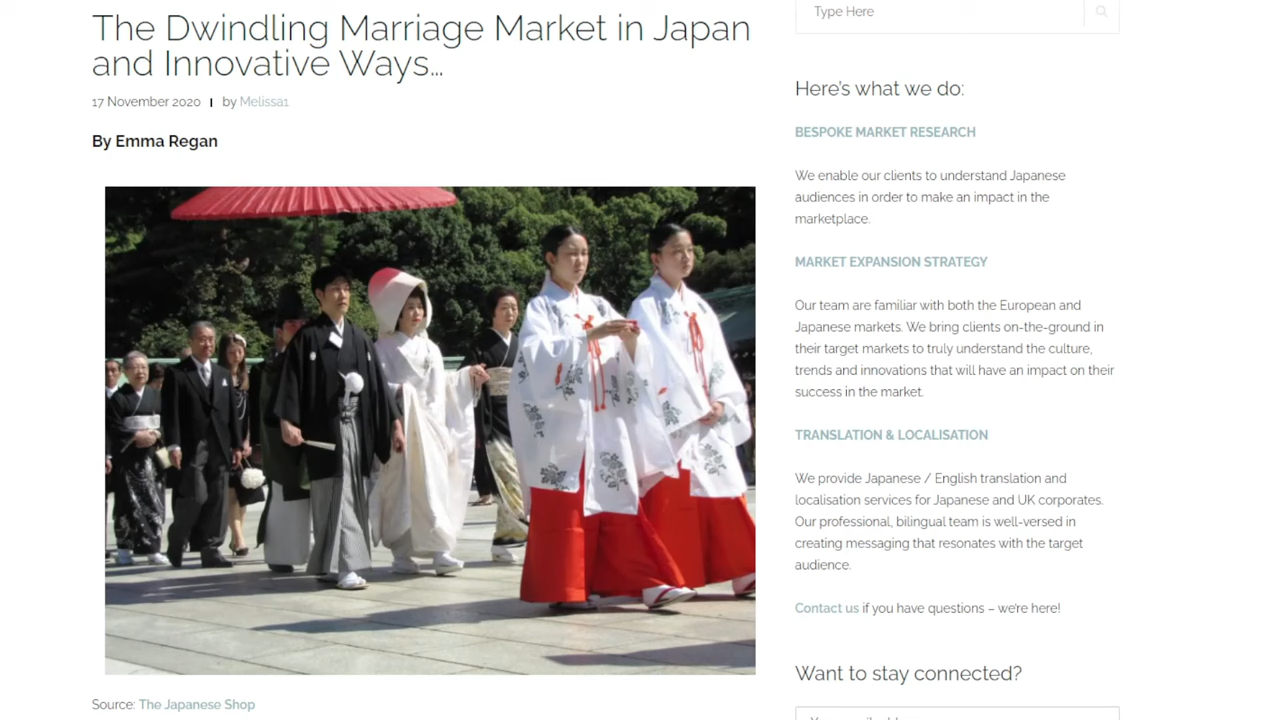 The Dwindling Marriage Market in Japan
and Innovative Ways...
17 November 2020 | by Melissa1
By Emma Regan
Source: The Japanese Shop
Type Here
Here's what we do:
BESPOKE MARKET RESEARCH
We enable our clients to understand Japanese
audiences in order to make an impact in the
marketplace.
MARKET EXPANSION STRATEGY
Our team are familiar with both the European and
Japanese markets. We bring clients on-the-ground in
their target markets to truly understand the culture,
trends and innovations that will have an impact on their
success in the market.
TRANSLATION & LOCALISATION
We provide Japanese / English translation and
localisation services for Japanese and UK corporates.
Our professional, bilingual team is well-versed in
creating messaging that resonates with the target
audience.
Contact us if you have questions – we're here!
Want to stay connected?